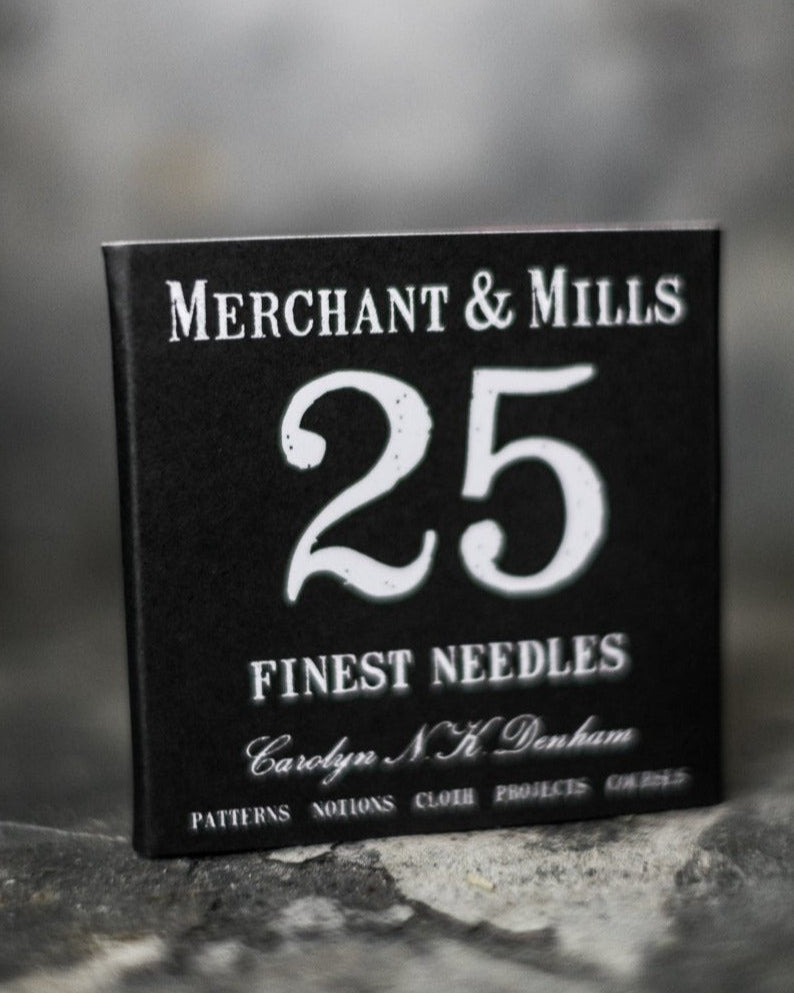 MERCHANT & MILLS
25
FINEST NEEDLES
Carolyn N.K. Denham
PATTERNS NOTIONS CLOTH PROJECTS COURSES